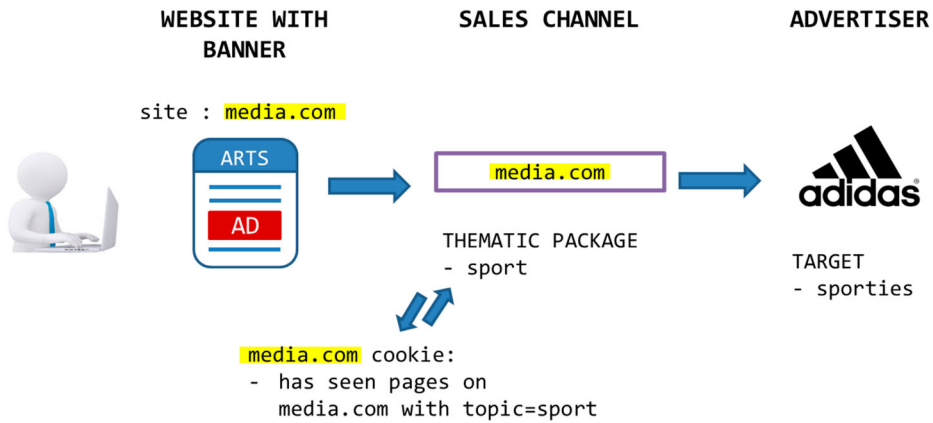 WEBSITE WITH
BANNER
SALES CHANNEL
ADVERTISER
site : media.com
ARTS
AD
media.com
adidas®
THEMATIC PACKAGE
- sport
TARGET
- sporties
media.com cookie:
- has seen pages on
media.com with topic=sport